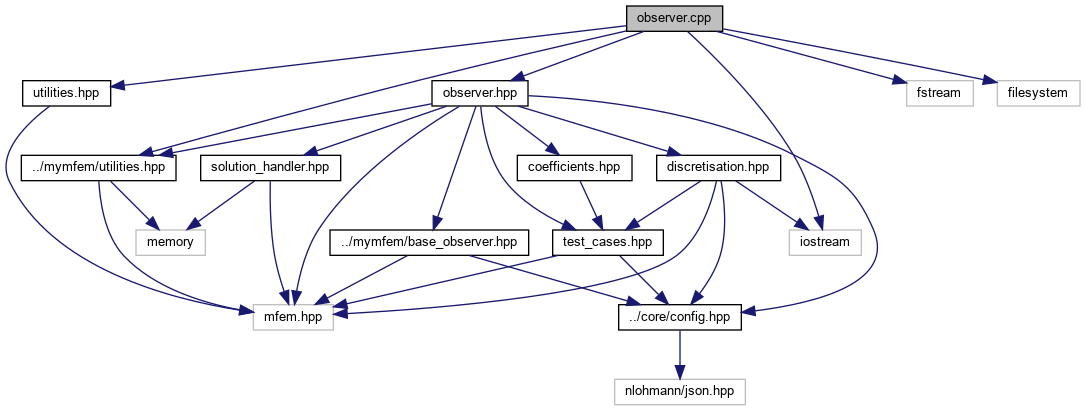 observer.cpp
utilities.hpp
observer.hpp
fstream
filesystem
../mymfem/utilities.hpp
solution_handler.hpp
coefficients.hpp
discretisation.hpp
memory
../mymfem/base_observer.hpp
test_cases.hpp
iostream
mfem.hpp
../core/config.hpp
nlohmann/json.hpp